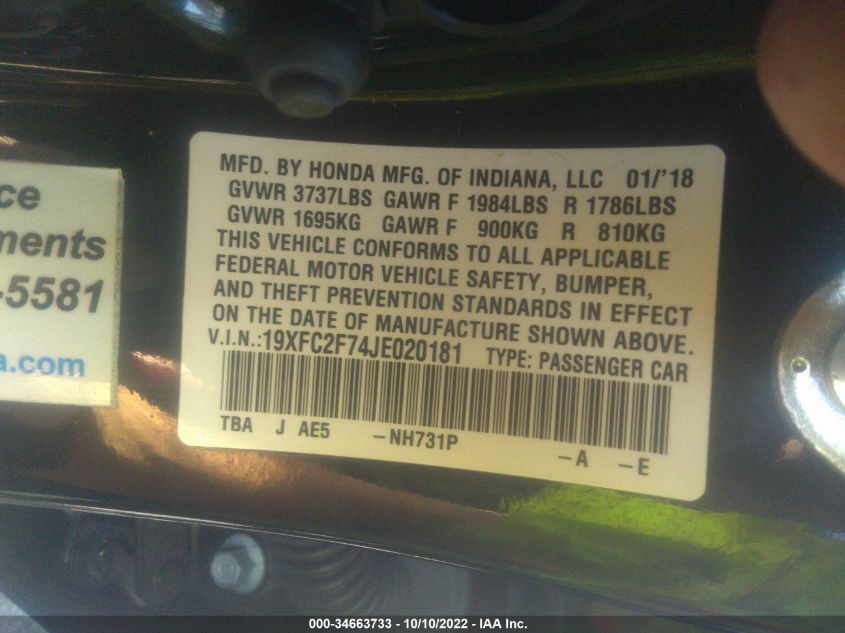 ce
ments
-5581
a.com
MFD. BY HONDA MFG. OF INDIANA, LLC 01/'18
GVWR 3737LBS GAWR F 1984LBS R 1786LBS
GVWR 1695KG GAWR F 900KG R 810KG
THIS VEHICLE CONFORMS TO ALL APPLICABLE
FEDERAL MOTOR VEHICLE SAFETY, BUMPER,
AND THEFT PREVENTION STANDARDS IN EFFECT
ON THE DATE OF MANUFACTURE SHOWN ABOVE.
V.I.N.:19XFC2F74JE020181 TYPE: PASSENGER CAR
TBA J AE5 -NH731P -A -E
000-34663733 - 10/10/2022 - IAA Inc.